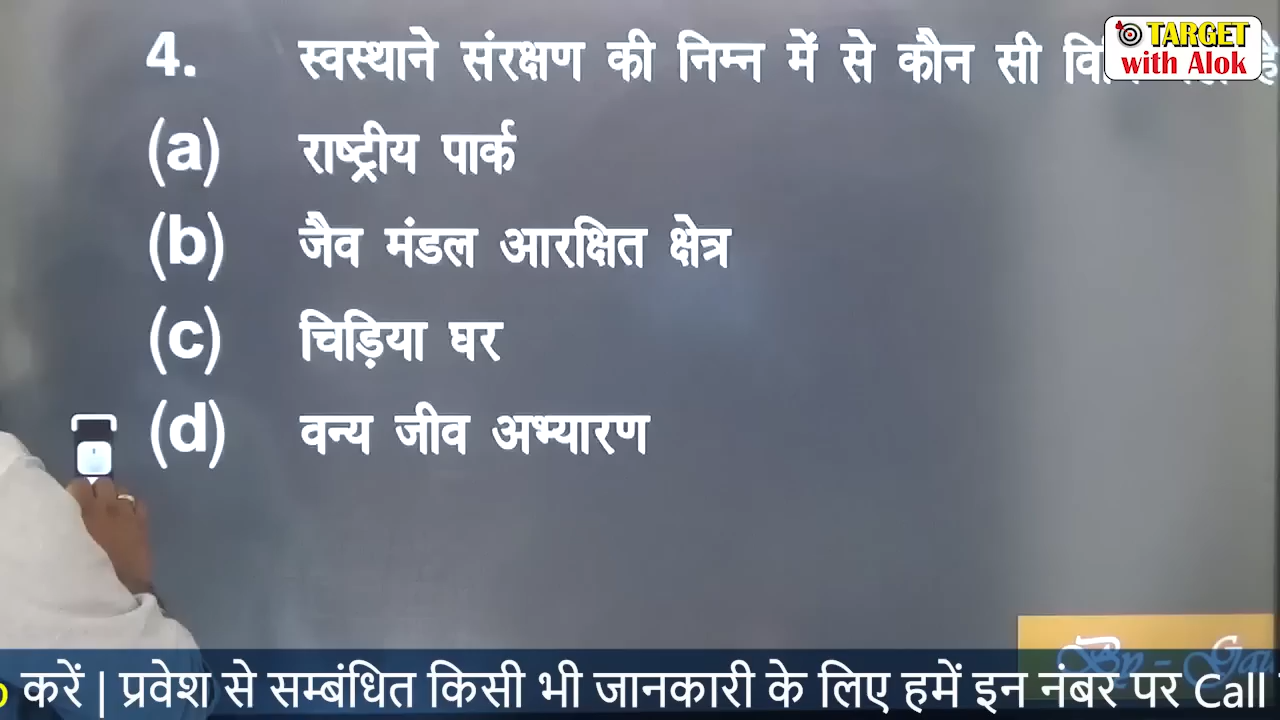 TARGET
with Alok
4. स्वस्थाने संरक्षण की निम्न में से कौन सी
(a) राष्ट्रीय पार्क
(b) जैव मंडल आरक्षित क्षेत्र
(c) चिड़िया घर
(d) वन्य जीव अभ्यारण
By -
करें | प्रवेश से सम्बंधित किसी भी जानकारी के लिए हमें इन नंबर पर Call